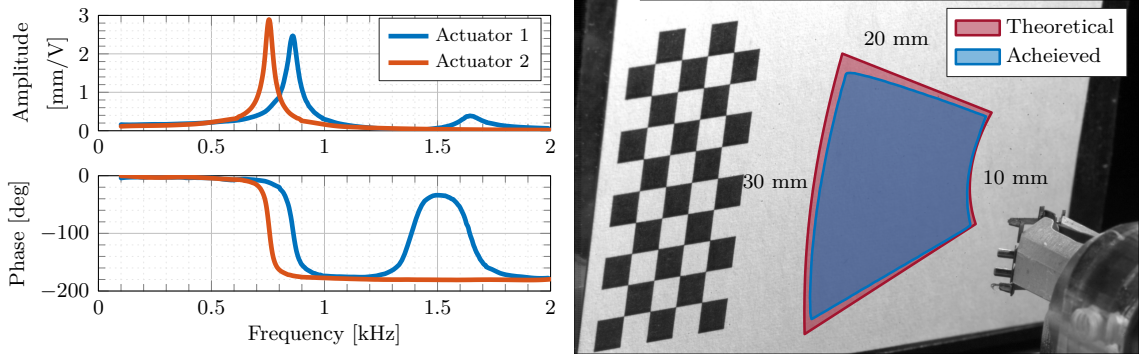 Amplitude
[mm/V]
3
2
1
0
0 0.5 1 1.5 2
Actuator 1
Actuator 2
Phase [deg]
0
−100
−200
0 0.5 1 1.5 2
Frequency [kHz]
20 mm
Theoretical
Acheieved
30 mm
10 mm